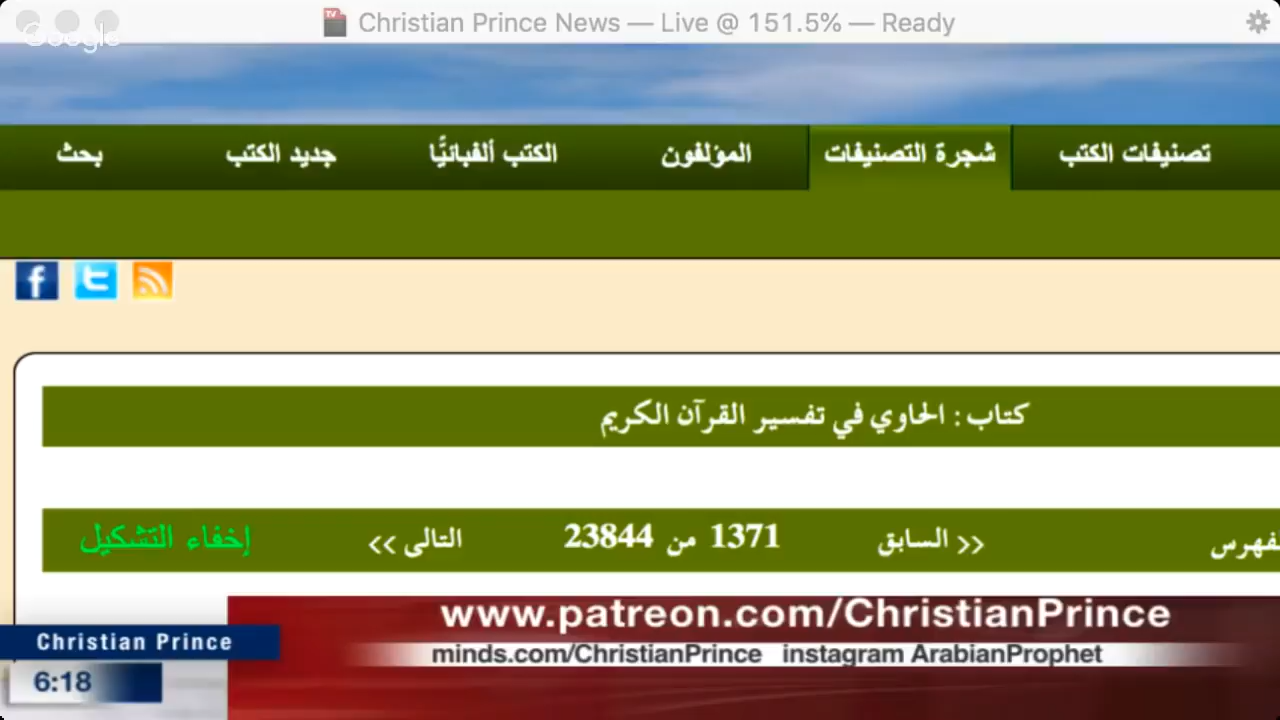 Christian Prince News — Live @ 151.5% — Ready
Google
تصنيفات الكتب
شجرة التصنيفات
المؤلفون
الكتب ألفبائيًّا
جديد الكتب
بحث
كتاب: الحاوي في تفسير القرآن الكريم
<< السابق 1371 من 23844 التالى >> إخفاء التشكيل
www.patreon.com/ChristianPrince
Christian Prince
minds.com/ChristianPrince instagram ArabianProphet
6:18